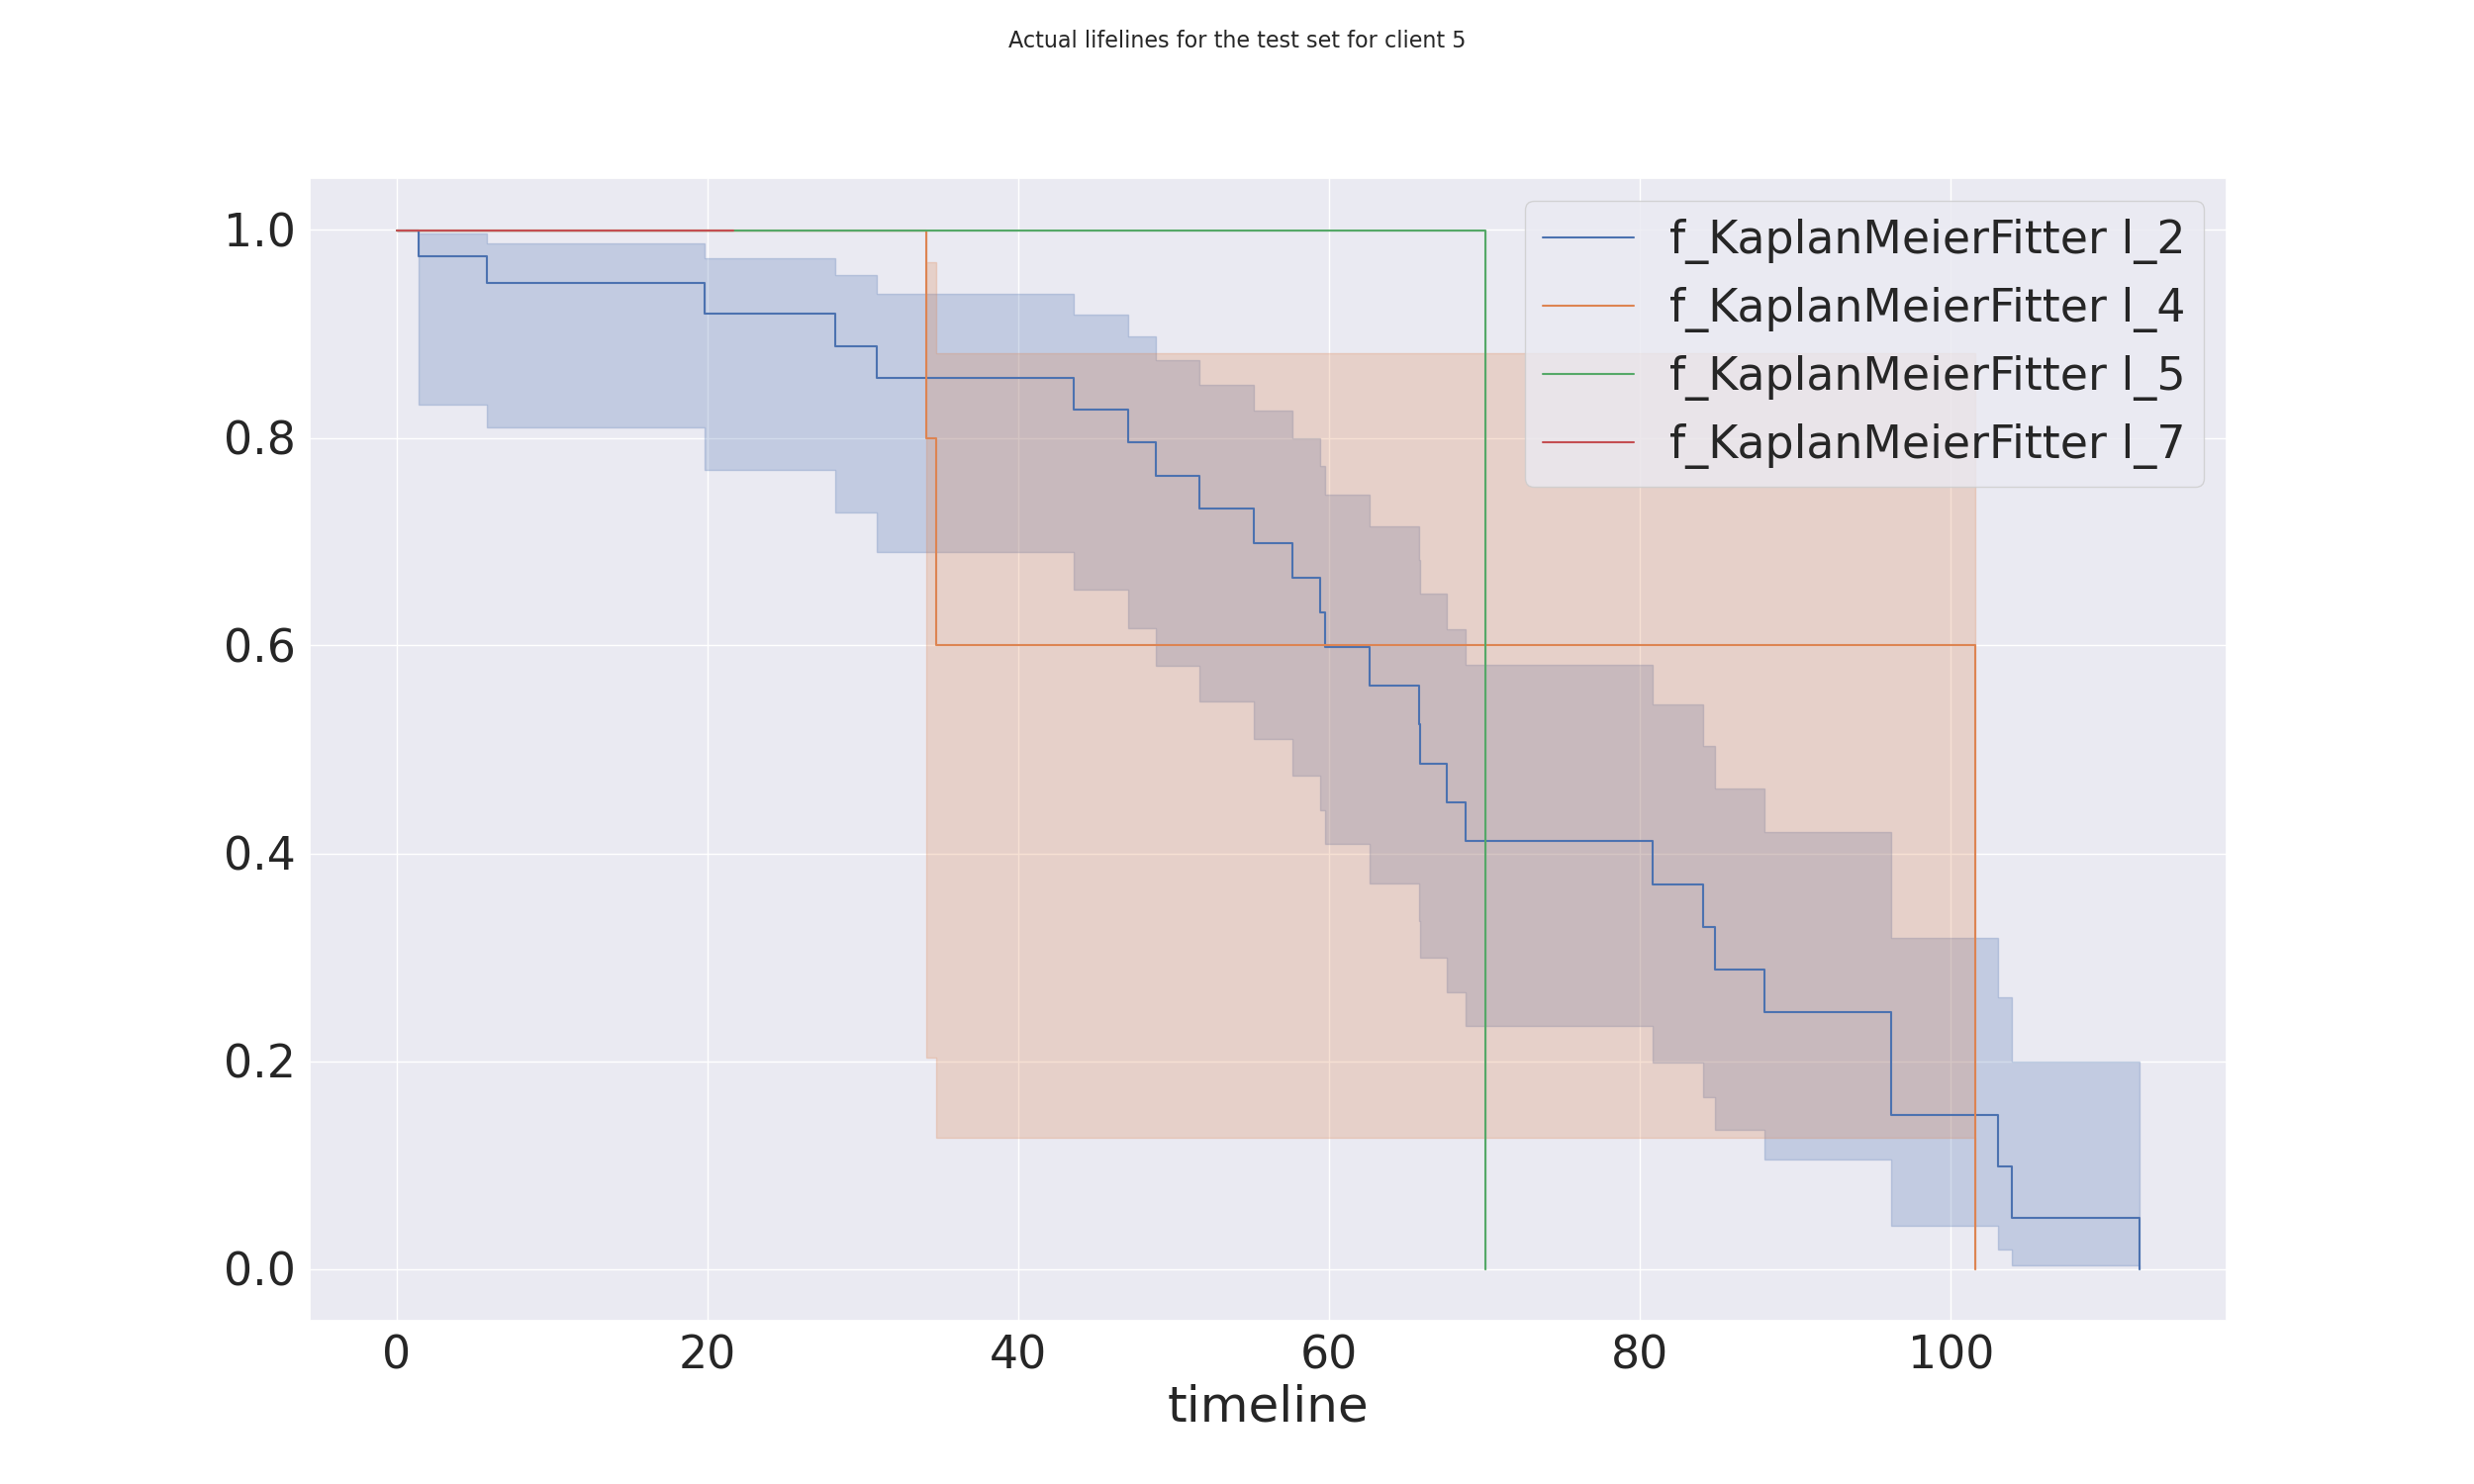 Actual lifelines for the test set for client 5
f_KaplanMeierFitter l_2
f_KaplanMeierFitter l_4
f_KaplanMeierFitter l_5
f_KaplanMeierFitter l_7
1.0
0.8
0.6
0.4
0.2
0.0
0 20 40 60 80 100
timeline